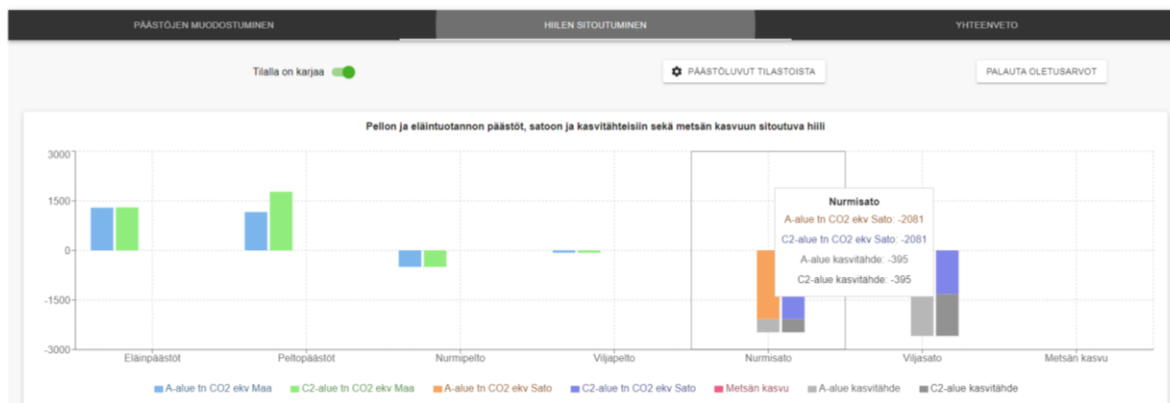 PÄÄSTÖJEN MUODOSTUMINEN HIILEN SITOUTUMINEN YHTEENVETO
Tilalla on karjaa PÄÄSTÖLUVUT TILASTOISTA PALAUTA OLETUSARVOT
Pellon ja eläintuotannon päästöt, satoon ja kasvitähteisiin sekä metsän kasvuun sitoutuva hiili
3000
1500
0
-1500
-3000
Nurmisato
A-alue tn CO2 ekv Sato: -2081
C2-alue tn CO2 ekv Sato: -2081
A-alue kasvitähde: -395
C2-alue kasvitähde: -395
Eläinpäästöt Peltopäästöt Nurmipelto Viljapelto Nurmisato Viljasato Metsän kasvu
A-alue tn CO2 ekv Maa C2-alue tn CO2 ekv Maa A-alue tn CO2 ekv Sato C2-alue tn CO2 ekv Sato Metsän kasvu A-alue kasvitähde C2-alue kasvitähde